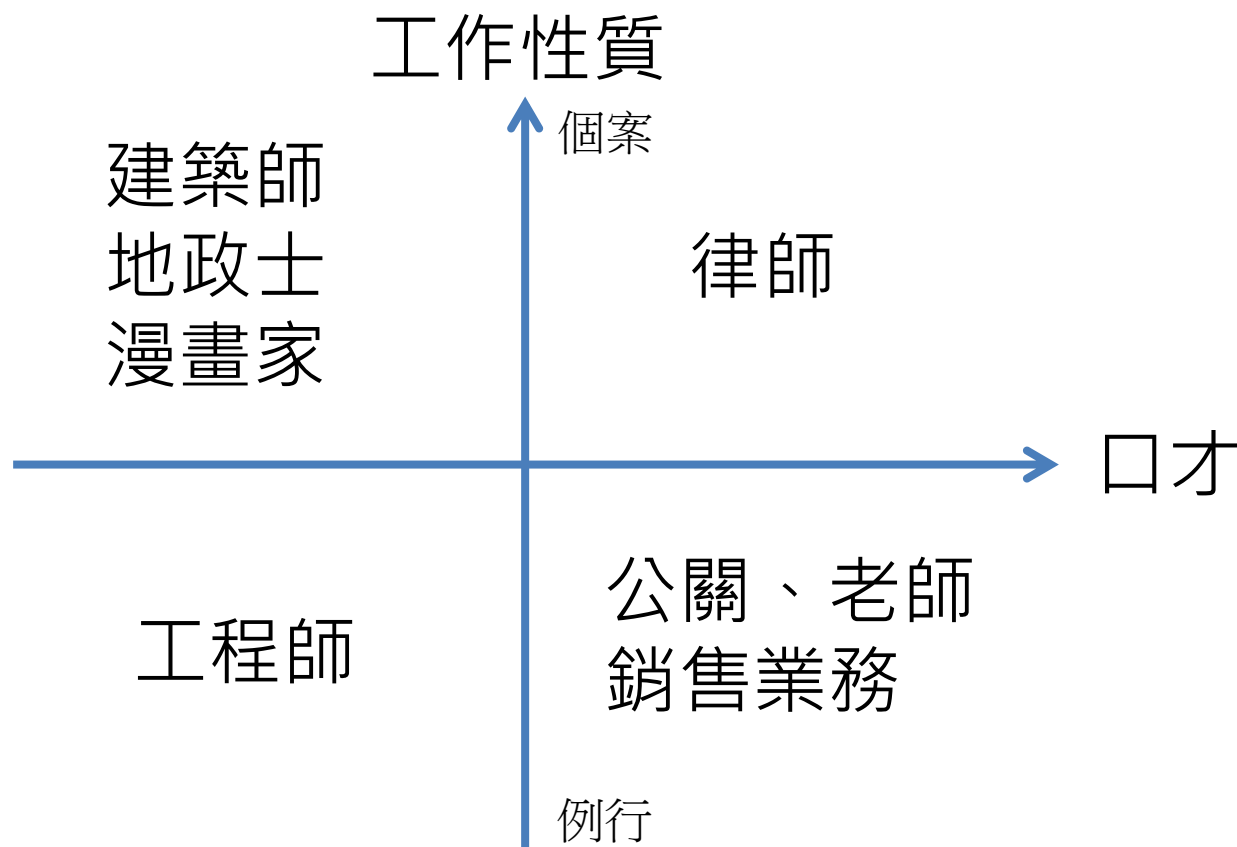 工作性質
個案
建築師
地政士
漫畫家
律師
口才
工程師
公關、老師
銷售業務
例行